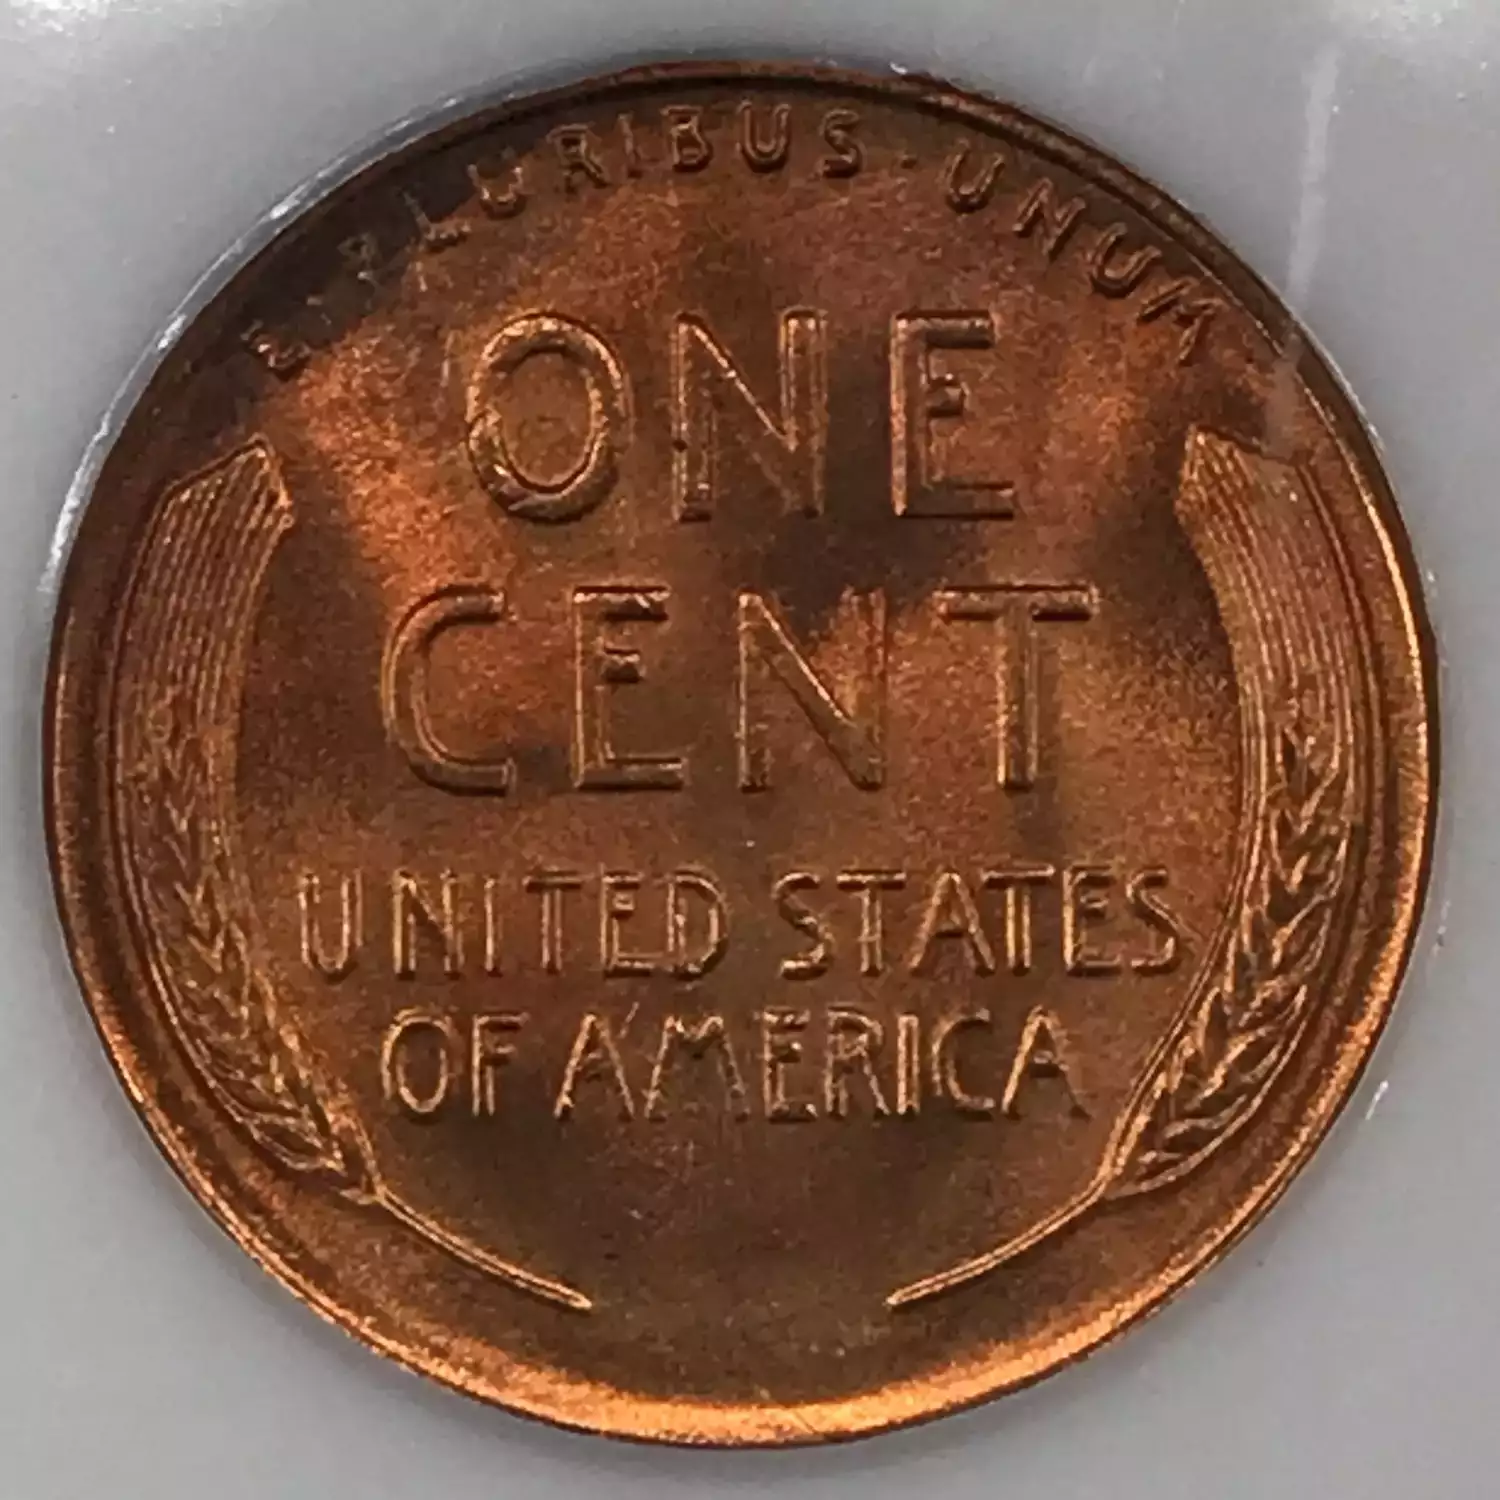 E · PLURIBUS · UNUM
ONE
CENT
UNITED STATES
OF AMERICA